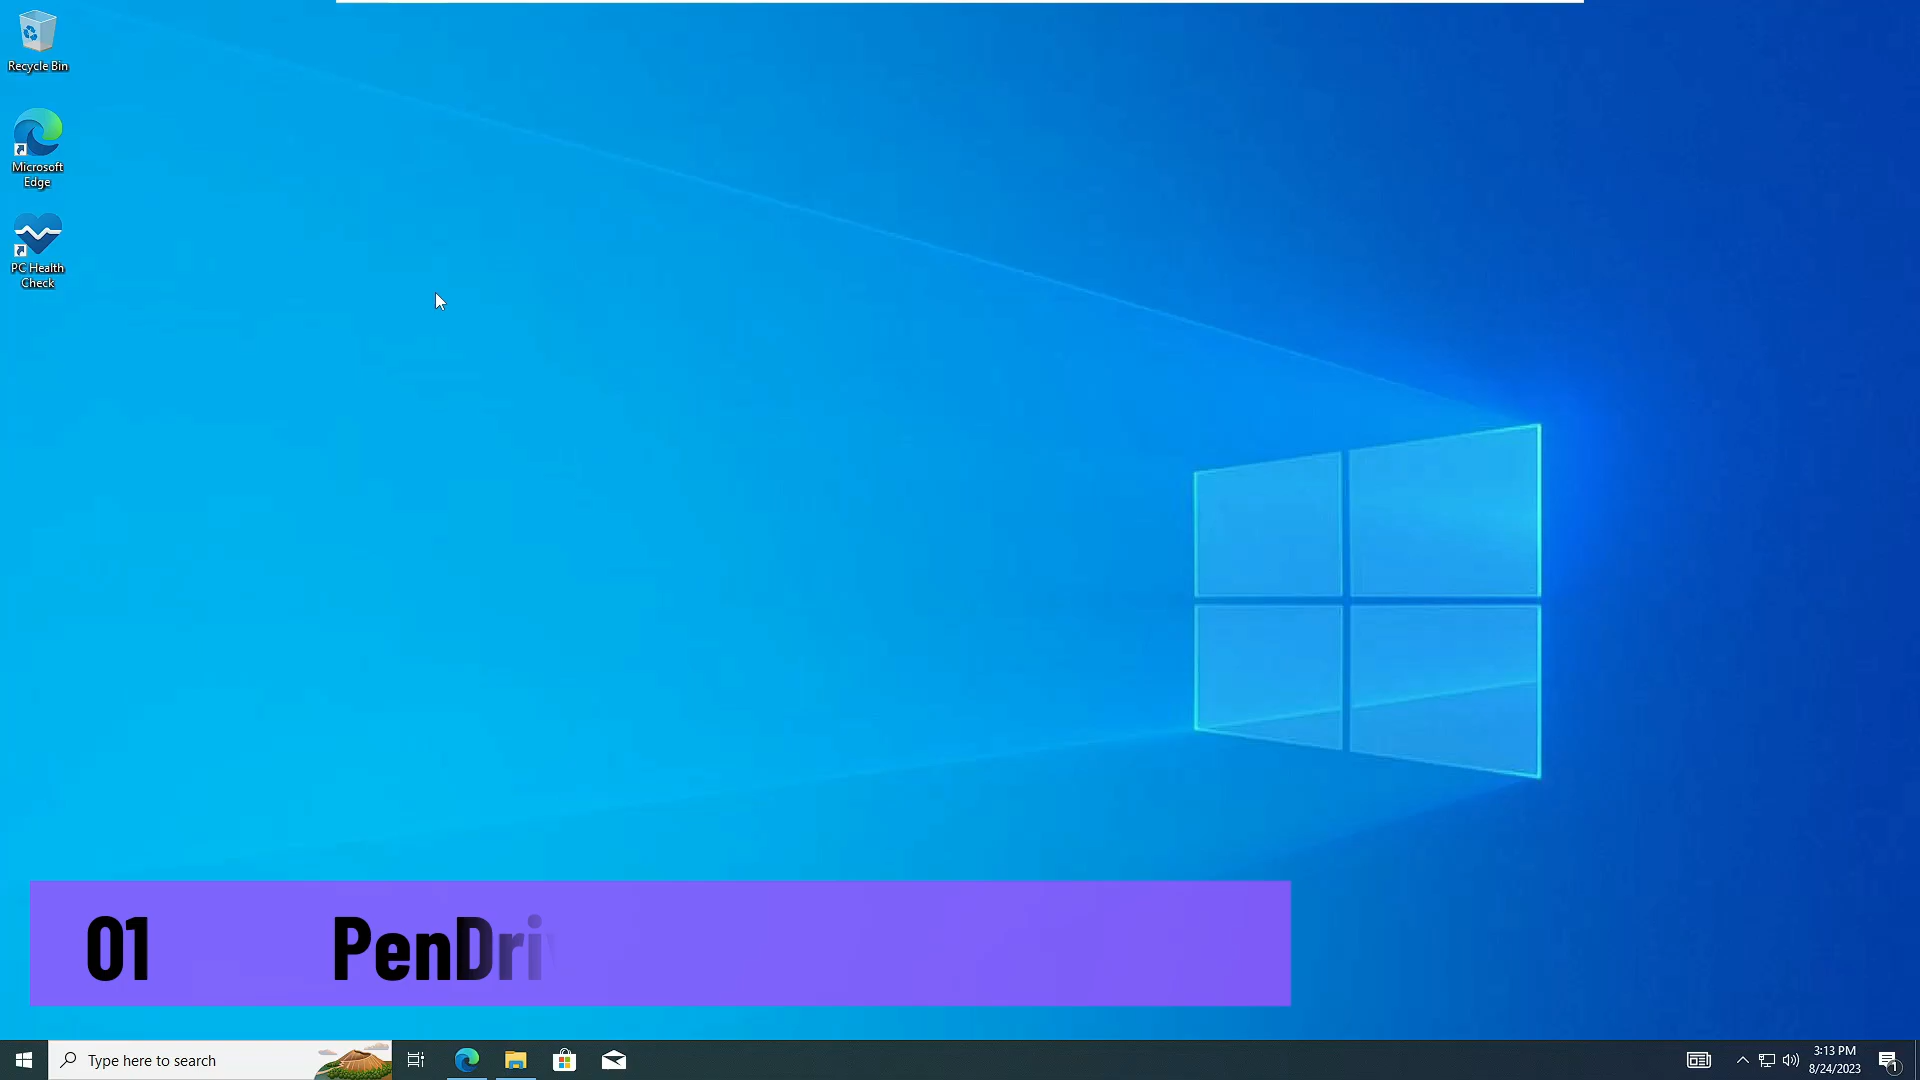 Recycle Bin
Microsoft
Edge
PC Health
Check
01 PenDri
Type here to search
3:13 PM
8/24/2023
1